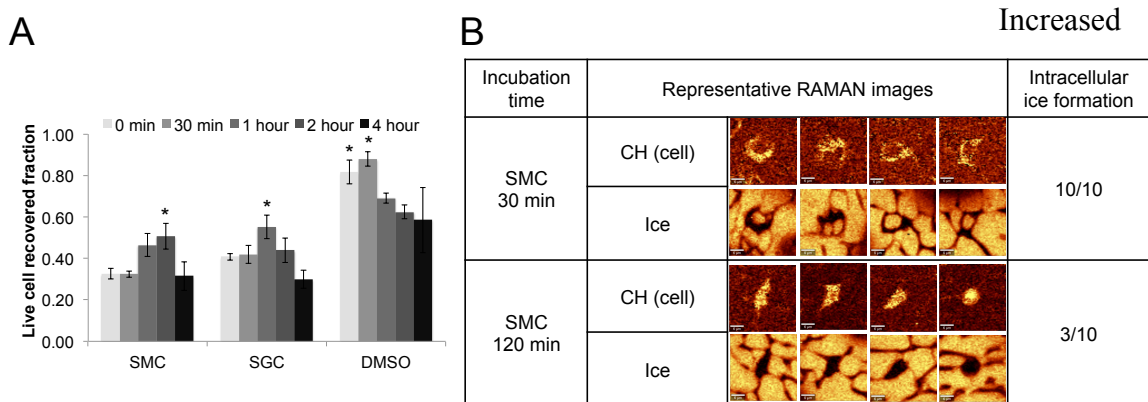 Increased
A
Live cell recovered fraction
1.00
0.80
0.60
0.40
0.20
0.00
0 min 30 min 1 hour 2 hour 4 hour
* * * *
SMC SGC DMSO
B
Incubation time
Representative RAMAN images
Intracellular ice formation
SMC
30 min
CH (cell)
Ice
10/10
SMC
120 min
CH (cell)
Ice
3/10